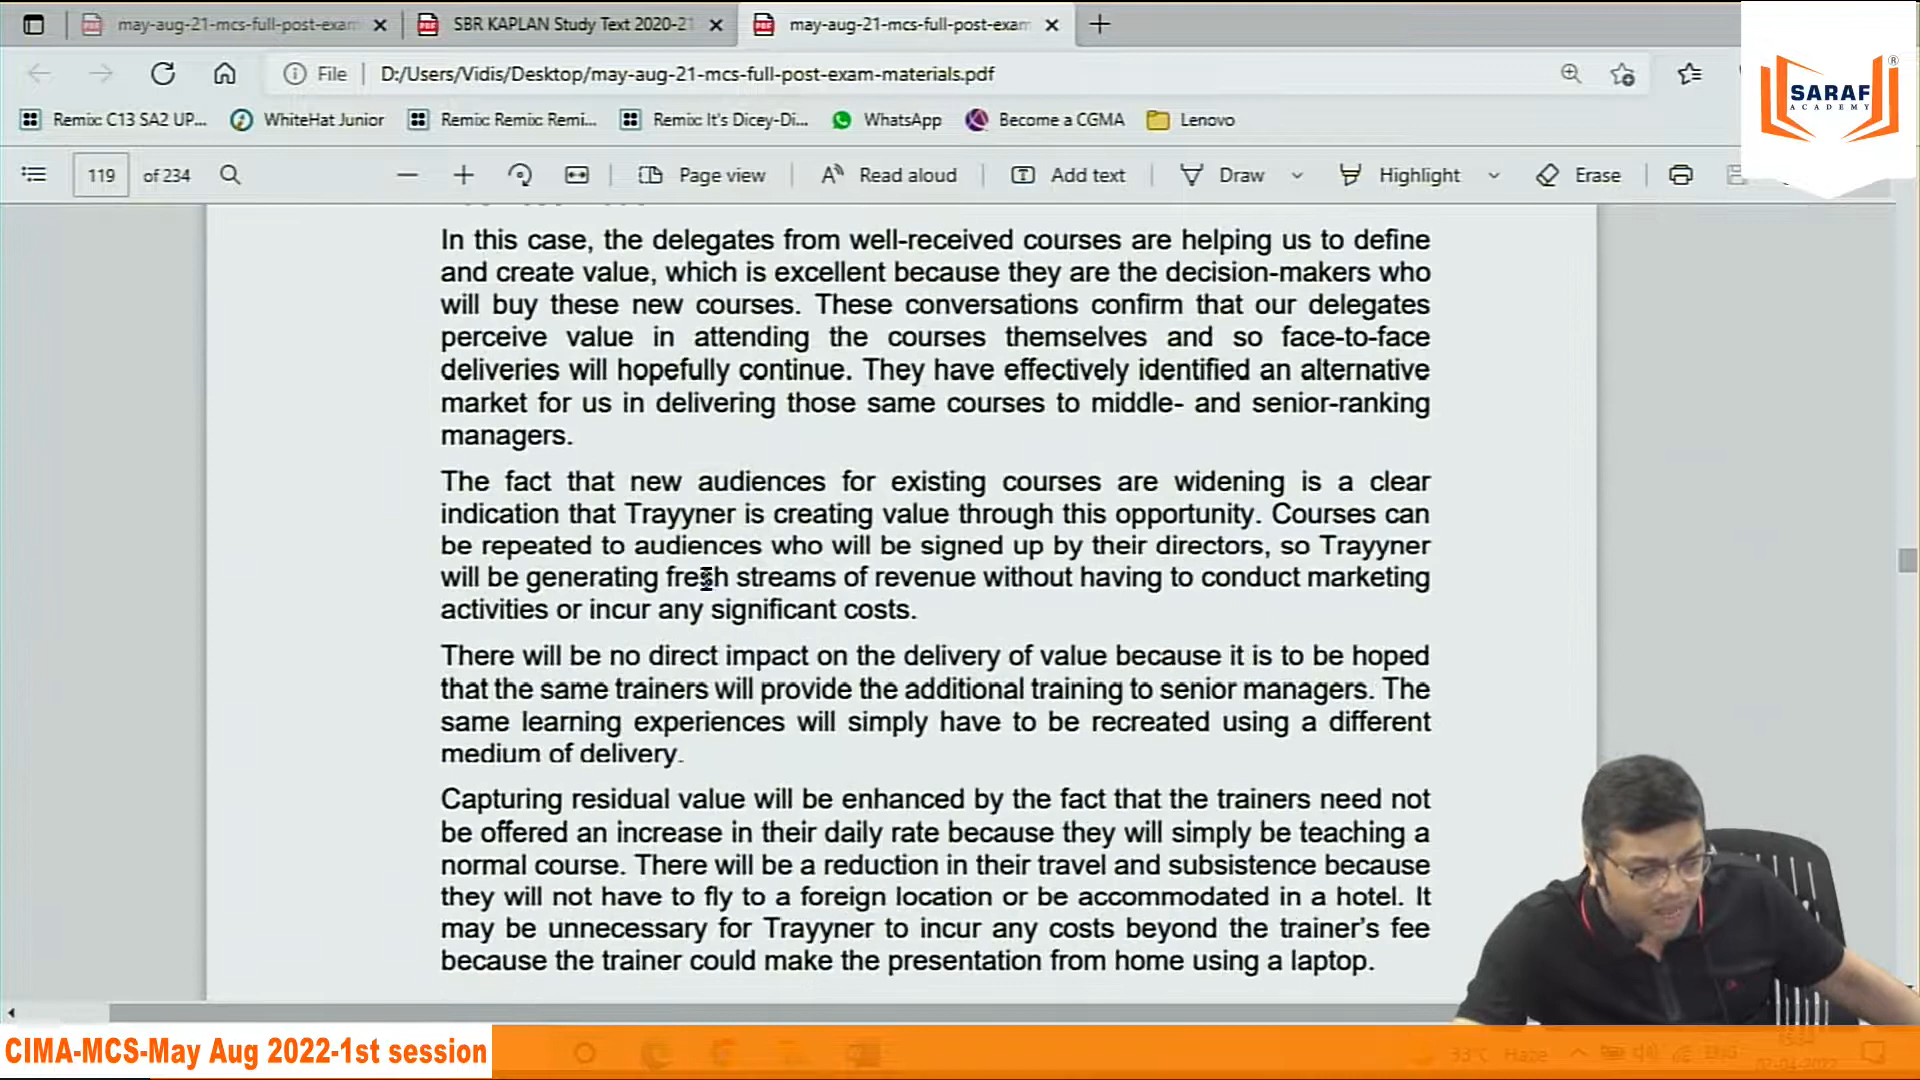 may-aug-21-mcs-full-post-exam
SBR KAPLAN Study Text 2020-21
may-aug-21-mcs-full-post-exam
File
D:/Users/Vidis/Desktop/may-aug-21-mcs-full-post-exam-materials.pdf
SARAF
ACADEMY
®
Remix: C13 SA2 UP...
WhiteHat Junior
Remix: Remix Remi...
Remix: It's Dicey-Di...
WhatsApp
Become a CGMA
Lenovo
119 of 234
Page view
Read aloud
Add text
Draw
Highlight
Erase
In this case, the delegates from well-received courses are helping us to define
and create value, which is excellent because they are the decision-makers who
will buy these new courses. These conversations confirm that our delegates
perceive value in attending the courses themselves and so face-to-face
deliveries will hopefully continue. They have effectively identified an alternative
market for us in delivering those same courses to middle- and senior-ranking
managers.
The fact that new audiences for existing courses are widening is a clear
indication that Trayyner is creating value through this opportunity. Courses can
be repeated to audiences who will be signed up by their directors, so Trayyner
will be generating fresh streams of revenue without having to conduct marketing
activities or incur any significant costs.
There will be no direct impact on the delivery of value because it is to be hoped
that the same trainers will provide the additional training to senior managers. The
same learning experiences will simply have to be recreated using a different
medium of delivery.
Capturing residual value will be enhanced by the fact that the trainers need not
be offered an increase in their daily rate because they will simply be teaching a
normal course. There will be a reduction in their travel and subsistence because
they will not have to fly to a foreign location or be accommodated in a hotel. It
may be unnecessary for Trayyner to incur any costs beyond the trainer's fee
because the trainer could make the presentation from home using a laptop.
CIMA-MCS-May Aug 2022-1st session
33°C Haze
ENG